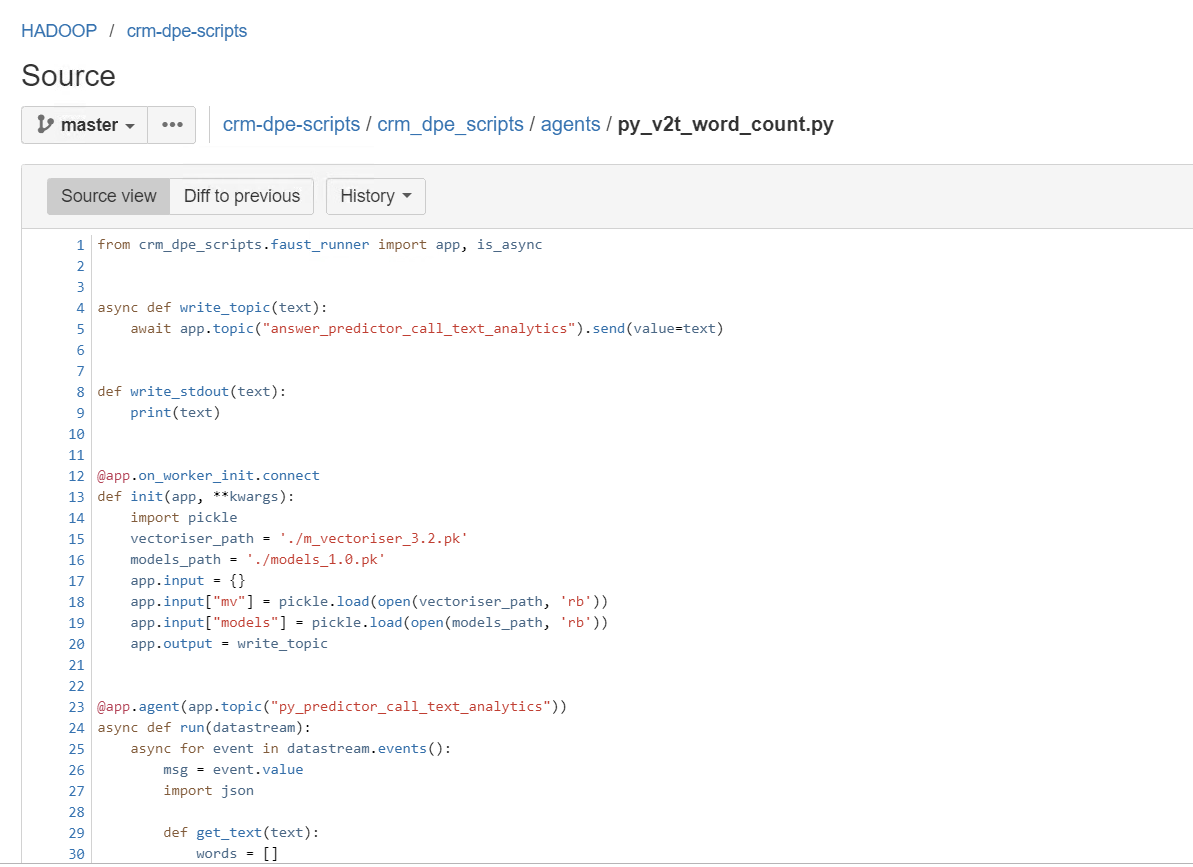 HADOOP / crm-dpe-scripts
Source
master ••• crm-dpe-scripts / crm_dpe_scripts / agents / py_v2t_word_count.py
Source view Diff to previous History
1 from crm_dpe_scripts.faust_runner import app, is_async
2
3
4 async def write_topic(text):
5     await app.topic("answer_predictor_call_text_analytics").send(value=text)
6
7
8 def write_stdout(text):
9     print(text)
10
11
12 @app.on_worker_init.connect
13 def init(app, **kwargs):
14     import pickle
15     vectoriser_path = './m_vectoriser_3.2.pk'
16     models_path = './models_1.0.pk'
17     app.input = {}
18     app.input["mv"] = pickle.load(open(vectoriser_path, 'rb'))
19     app.input["models"] = pickle.load(open(models_path, 'rb'))
20     app.output = write_topic
21
22
23 @app.agent(app.topic("py_predictor_call_text_analytics"))
24 async def run(datastream):
25     async for event in datastream.events():
26         msg = event.value
27         import json
28
29         def get_text(text):
30             words = []